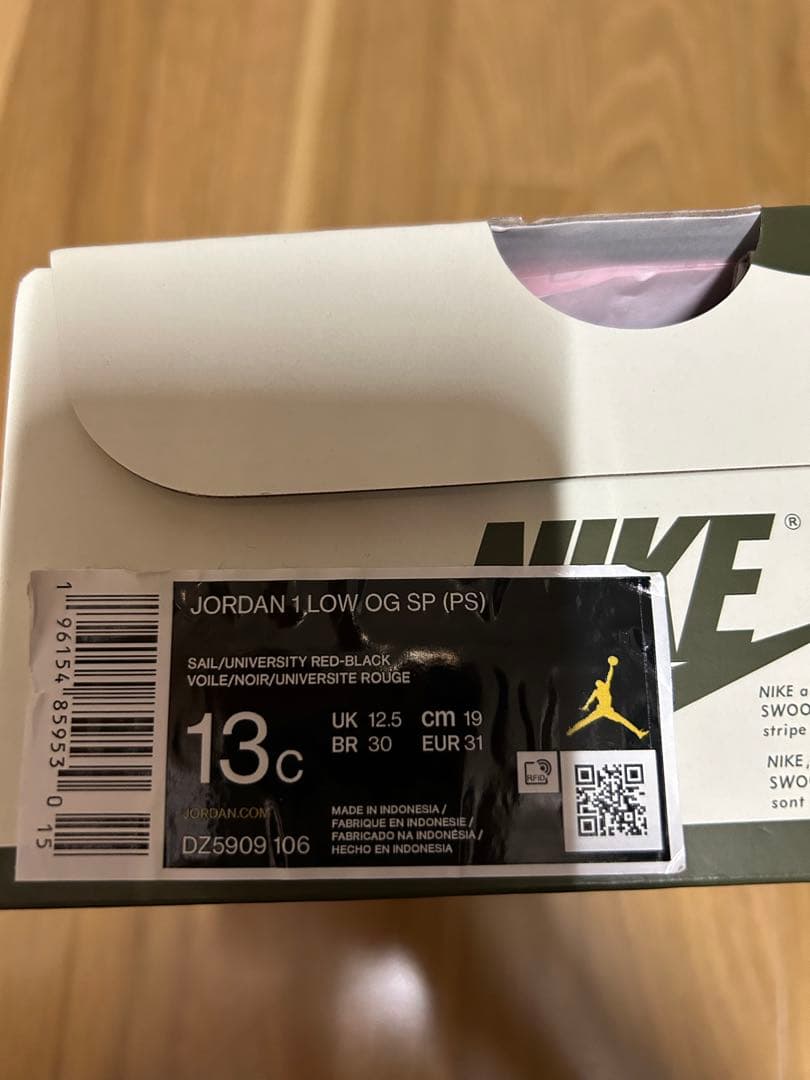 NIKE®
NIKE a
SWOO
stripe
NIKE,
SWO
sont
1 96154 85953 0 15
JORDAN 1 LOW OG SP (PS)
SAIL/UNIVERSITY RED-BLACK
VOILE/NOIR/UNIVERSITE ROUGE
13C
UK 12.5 cm 19
BR 30 EUR 31
RFID
JORDAN.COM
DZ5909 106
MADE IN INDONESIA /
FABRIQUE EN INDONESIE /
FABRICADO NA INDONÉSIA /
HECHO EN INDONESIA